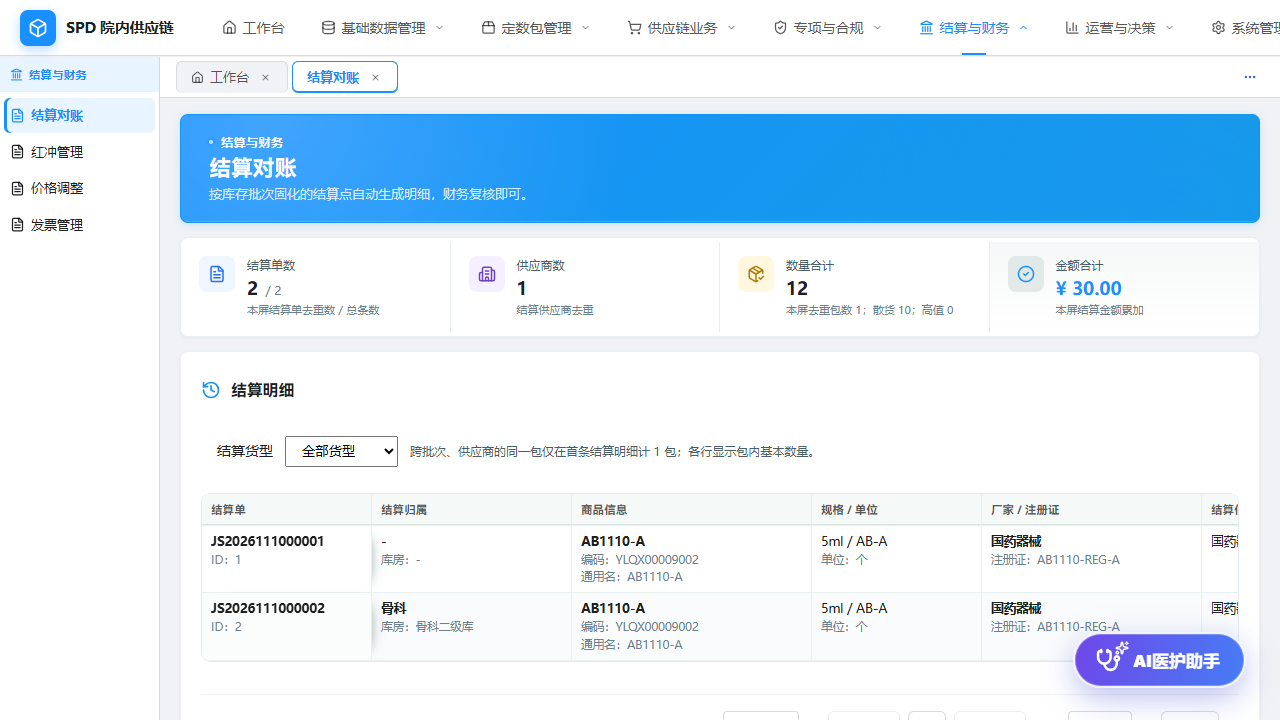 SPD 院内供应链
工作台
基础数据管理
定数包管理
供应链业务
专项与合规
结算与财务
运营与决策
系统管
结算与财务
结算对账
红冲管理
价格调整
发票管理
工作台 ×
结算对账 ×
···
结算与财务
结算对账
按库存批次固化的结算点自动生成明细，财务复核即可。
结算单数
2 / 2
本屏结算单去重数 / 总条数
供应商数
1
结算供应商去重
数量合计
12
本屏去重包数 1；散货 10；高值 0
金额合计
¥ 30.00
本屏结算金额累加
结算明细
结算货型 全部货型 跨批次、供应商的同一包仅在首条结算明细计 1 包；各行显示包内基本数量。
结算单 结算归属 商品信息 规格 / 单位 厂家 / 注册证 结算
JS2026111000001 - AB1110-A 5ml / AB-A 国药器械 国药
ID：1 库房：- 编码：YLQX00009002 单位：个 注册证：AB1110-REG-A
通用名：AB1110-A
JS2026111000002 骨科 AB1110-A 5ml / AB-A 国药器械 国药
ID：2 库房：骨科二级库 编码：YLQX00009002 单位：个 注册证：AB1110-REG-A
通用名：AB1110-A
AI医护助手